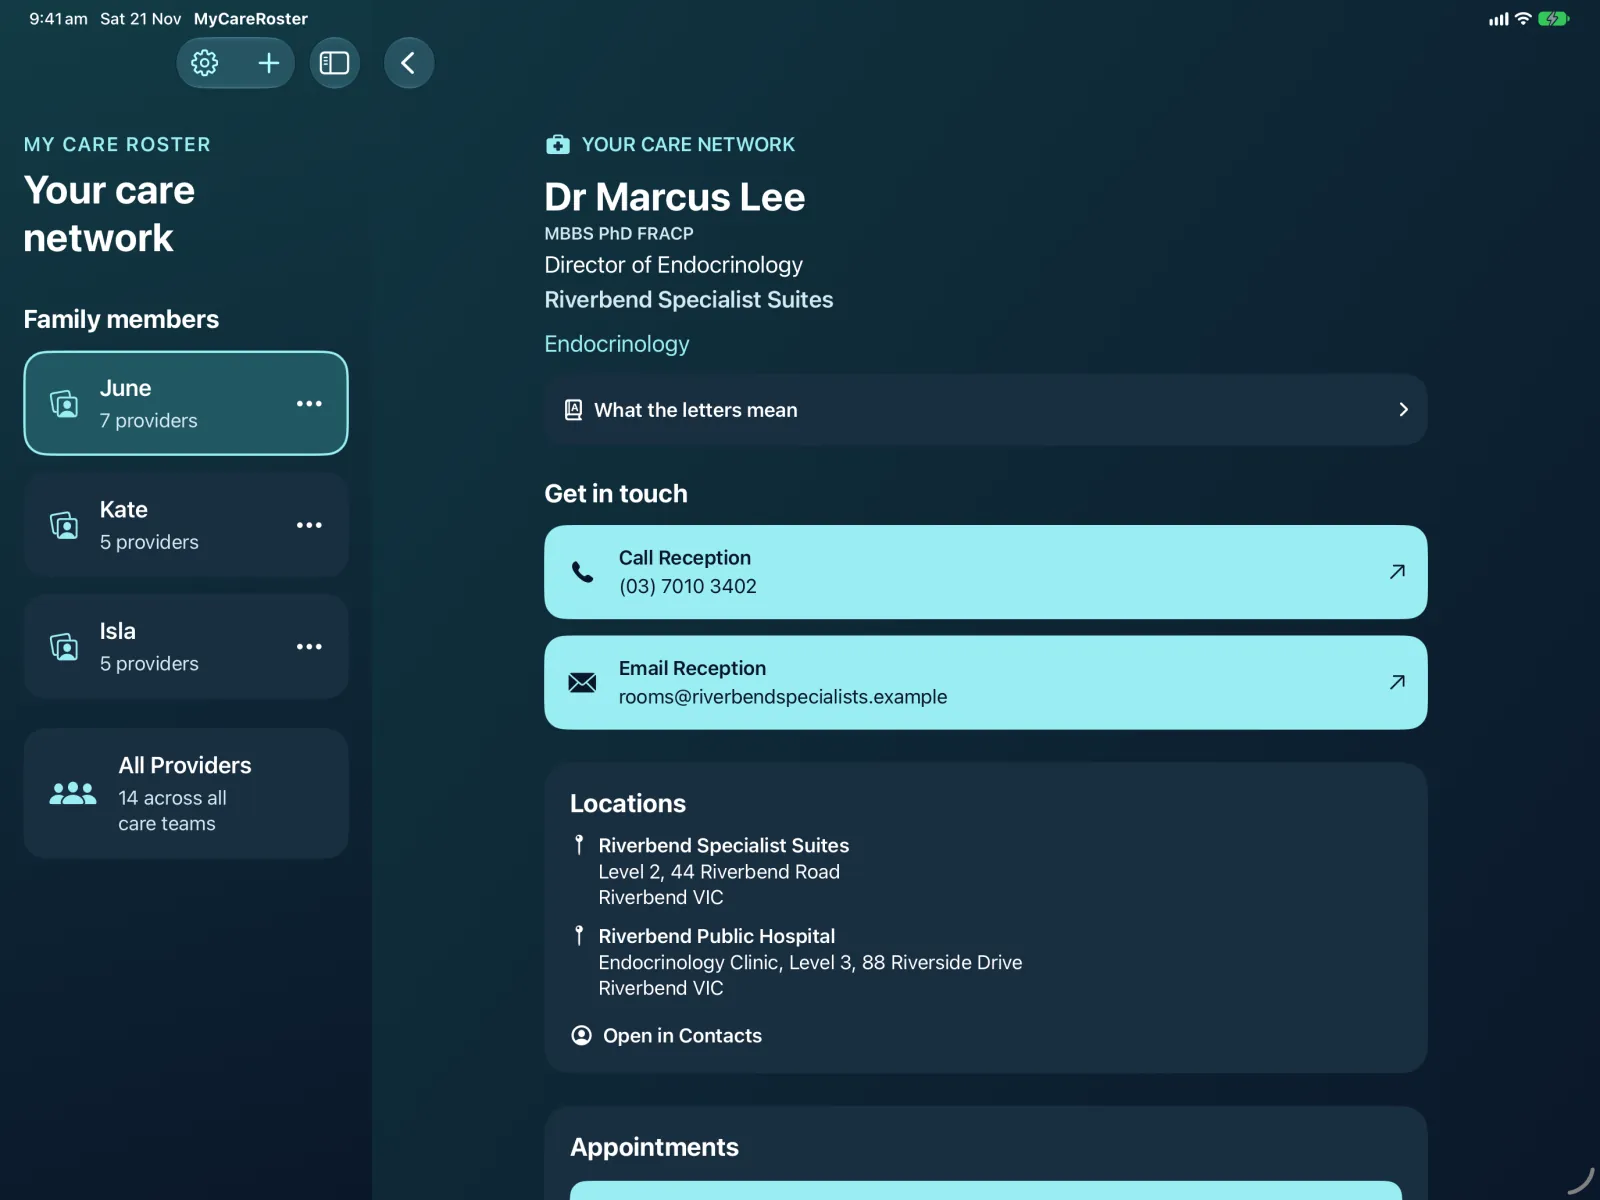 9:41am Sat 21 Nov MyCareRoster
MY CARE ROSTER
Your care
network
Family members
June
7 providers
Kate
5 providers
Isla
5 providers
All Providers
14 across all
care teams
YOUR CARE NETWORK
Dr Marcus Lee
MBBS PhD FRACP
Director of Endocrinology
Riverbend Specialist Suites
Endocrinology
What the letters mean
Get in touch
Call Reception
(03) 7010 3402
Email Reception
rooms@riverbendspecialists.example
Locations
Riverbend Specialist Suites
Level 2, 44 Riverbend Road
Riverbend VIC
Riverbend Public Hospital
Endocrinology Clinic, Level 3, 88 Riverside Drive
Riverbend VIC
Open in Contacts
Appointments